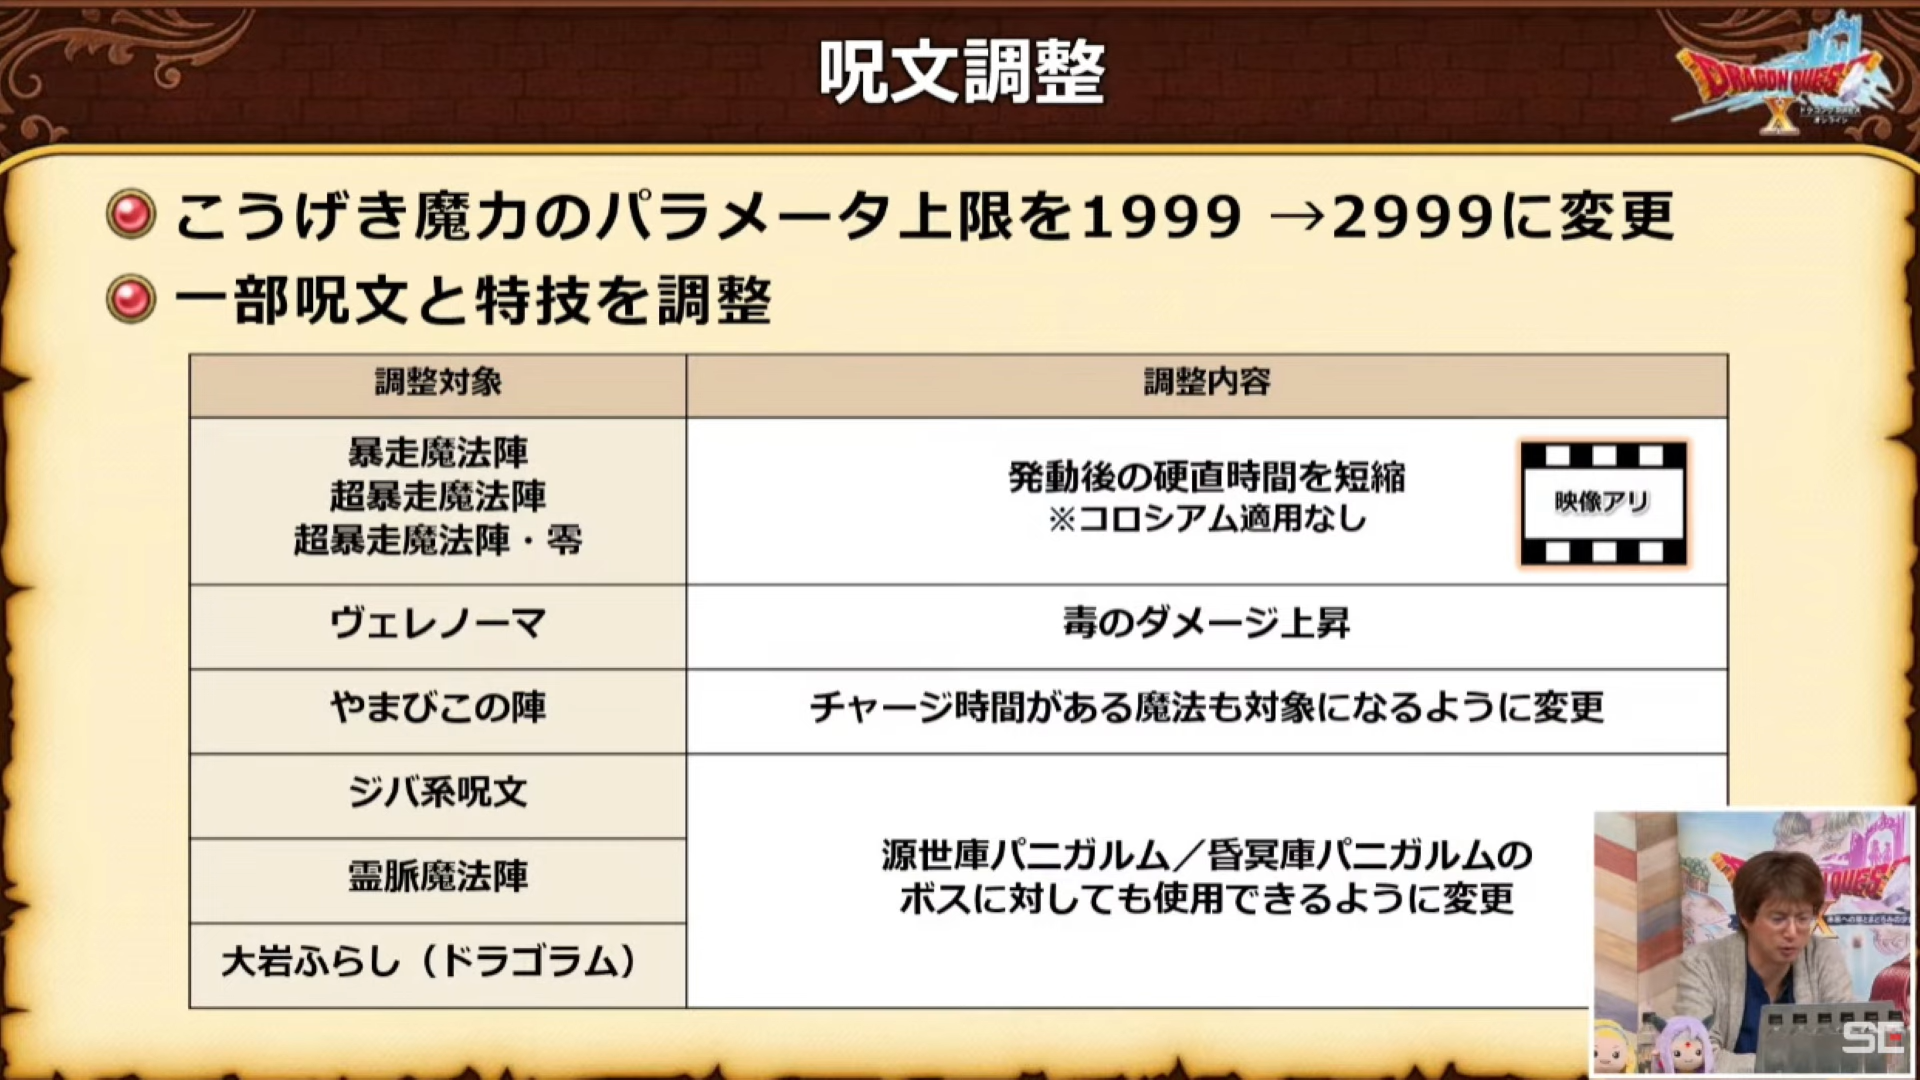 呪文調整
DRAGON QUEST X
こうげき魔力のパラメータ上限を1999 →2999に変更
一部呪文と特技を調整
調整対象
調整内容
暴走魔法陣
超暴走魔法陣
超暴走魔法陣・零
発動後の硬直時間を短縮
※コロシアム適用なし
映像アリ
ヴェレノーマ
毒のダメージ上昇
やまびこの陣
チャージ時間がある魔法も対象になるように変更
ジバ系呪文
霊脈魔法陣
大岩ふらし（ドラゴラム）
源世庫パニガルム／昏冥庫パニガルムの
ボスに対しても使用できるように変更
SE